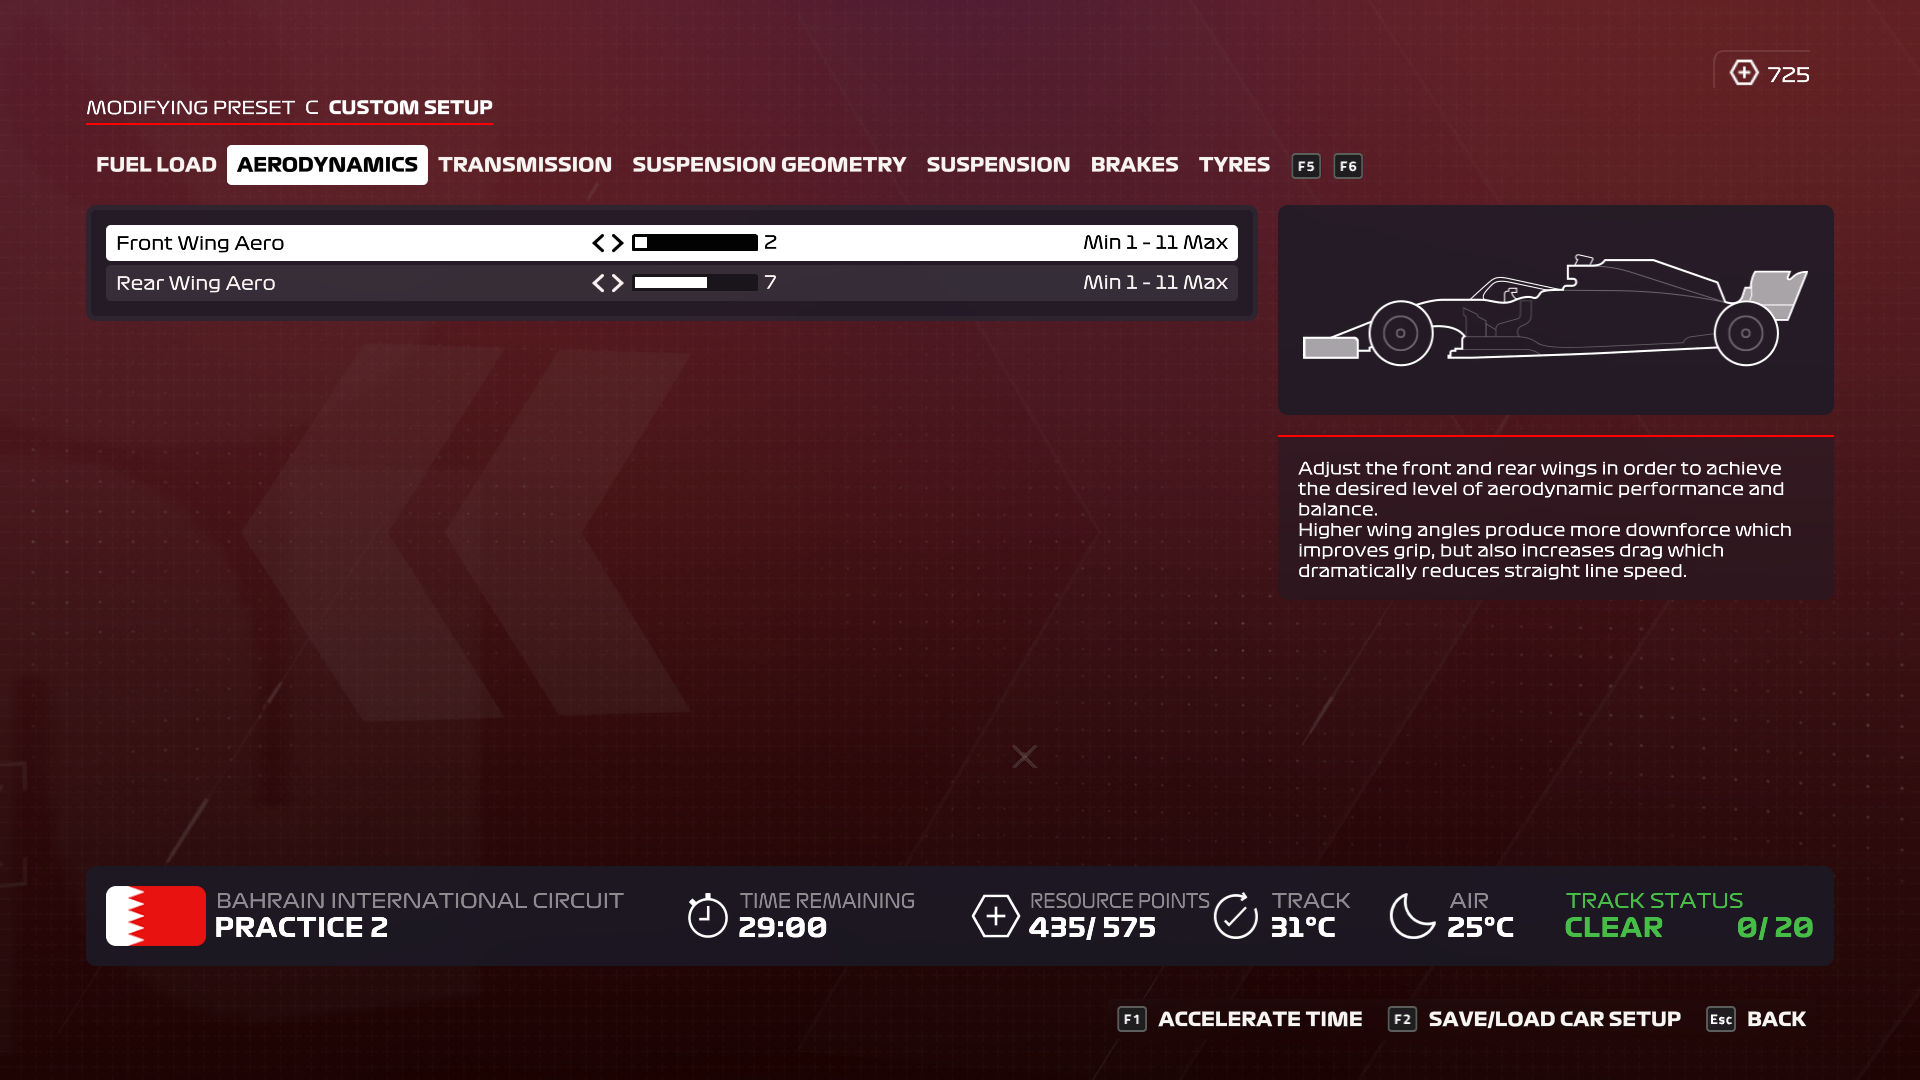 725
MODIFYING PRESET C CUSTOM SETUP
FUEL LOAD AERODYNAMICS TRANSMISSION SUSPENSION GEOMETRY SUSPENSION BRAKES TYRES F5 F6
Front Wing Aero 2 Min 1 - 11 Max
Rear Wing Aero 7 Min 1 - 11 Max
Adjust the front and rear wings in order to achieve
the desired level of aerodynamic performance and
balance.
Higher wing angles produce more downforce which
improves grip, but also increases drag which
dramatically reduces straight line speed.
BAHRAIN INTERNATIONAL CIRCUIT TIME REMAINING RESOURCE POINTS TRACK AIR TRACK STATUS
PRACTICE 2 29:00 435/ 575 31°C 25°C CLEAR 0/ 20
F1 ACCELERATE TIME F2 SAVE/LOAD CAR SETUP Esc BACK